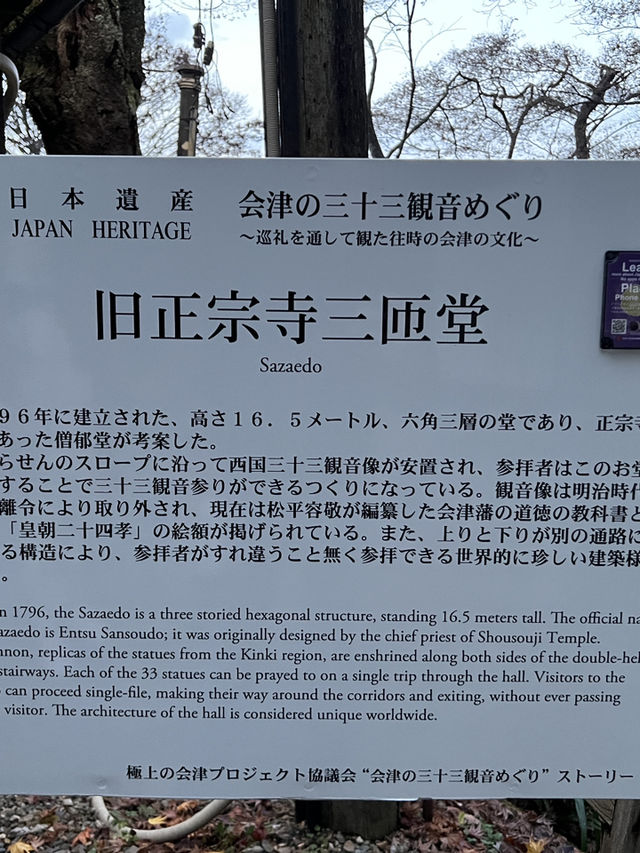 日本遺産
JAPAN HERITAGE
会津の三十三観音めぐり
～巡礼を通して観た往時の会津の文化～
旧正宗寺三匝堂
Sazaedo
９６年に建立された、高さ１６．５メートル、六角三層の堂であり、正宗寺
あった僧郁堂が考案した。
らせんのスロープに沿って西国三十三観音像が安置され、参拝者はこのお堂
することで三十三観音参りができるつくりになっている。観音像は明治時代
離令により取り外され、現在は松平容敬が編纂した会津藩の道徳の教科書と
「皇朝二十四孝」の絵額が掲げられている。また、上りと下りが別の通路に
る構造により、参拝者がすれ違うこと無く参拝できる世界的に珍しい建築様
。
n 1796, the Sazaedo is a three storied hexagonal structure, standing 16.5 meters tall. The official na
azaedo is Entsu Sansoudo; it was originally designed by the chief priest of Shousouji Temple.
nnon, replicas of the statues from the Kinki region, are enshrined along both sides of the double-hel
stairways. Each of the 33 statues can be prayed to on a single trip through the hall. Visitors to the
can proceed single-file, making their way around the corridors and exiting, without ever passing
visitor. The architecture of the hall is considered unique worldwide.
極上の会津プロジェクト協議会“会津の三十三観音めぐり”ストーリー
Lea
Pla
Phone